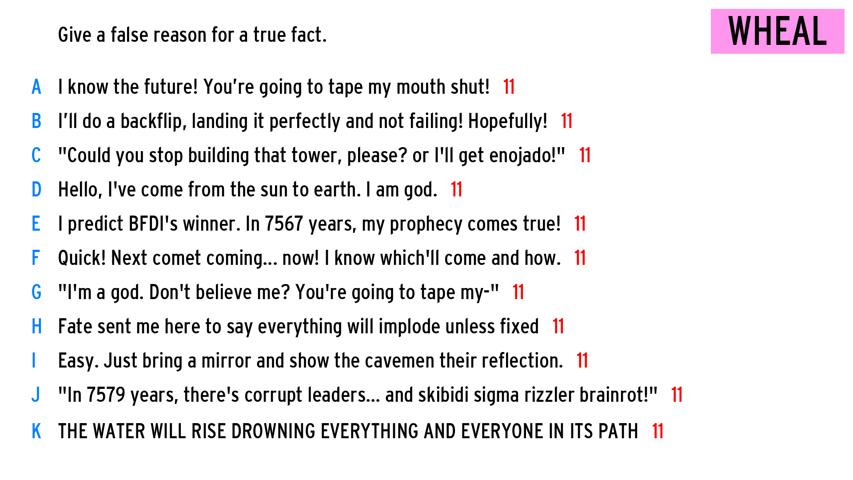 Give a false reason for a true fact.
WHEAL
A I know the future! You’re going to tape my mouth shut! 11
B I’ll do a backflip, landing it perfectly and not failing! Hopefully! 11
C "Could you stop building that tower, please? or I'll get enojado!" 11
D Hello, I've come from the sun to earth. I am god. 11
E I predict BFDI's winner. In 7567 years, my prophecy comes true! 11
F Quick! Next comet coming... now! I know which'll come and how. 11
G "I'm a god. Don't believe me? You're going to tape my-" 11
H Fate sent me here to say everything will implode unless fixed 11
I Easy. Just bring a mirror and show the cavemen their reflection. 11
J "In 7579 years, there's corrupt leaders... and skibidi sigma rizzler brainrot!" 11
K THE WATER WILL RISE DROWNING EVERYTHING AND EVERYONE IN ITS PATH 11